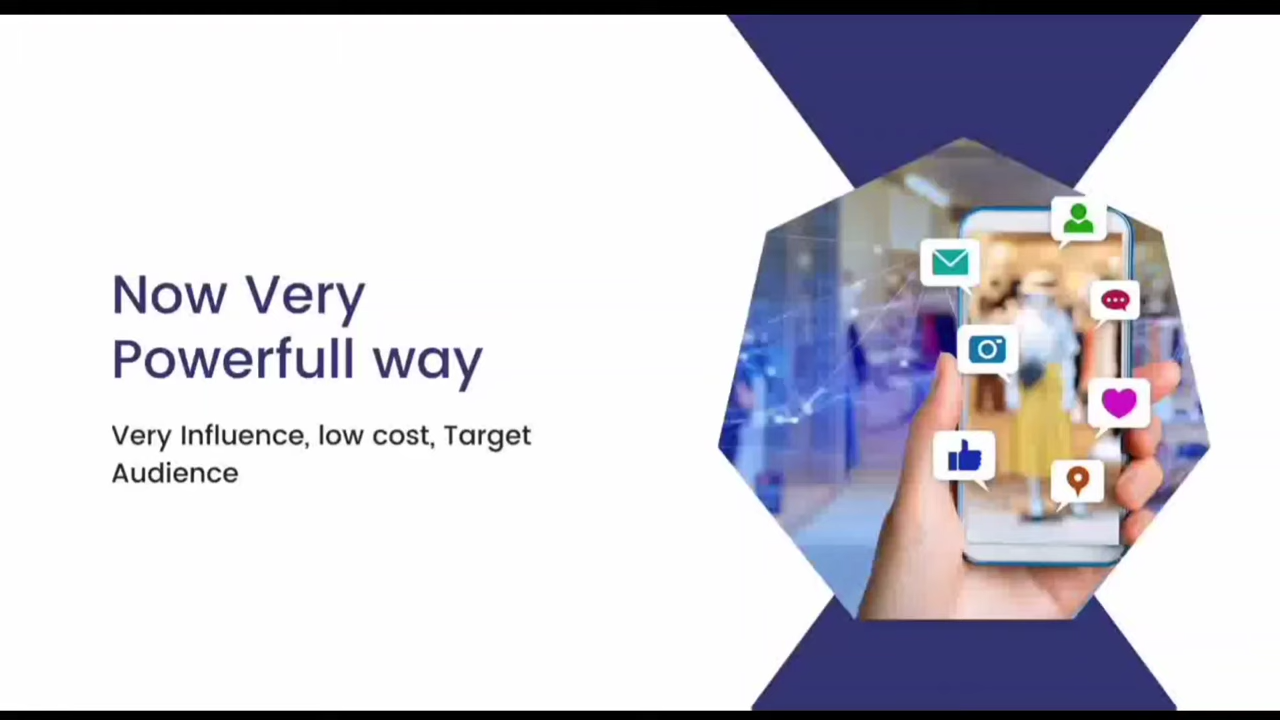 Now Very
Powerfull way
Very Influence, low cost, Target
Audience